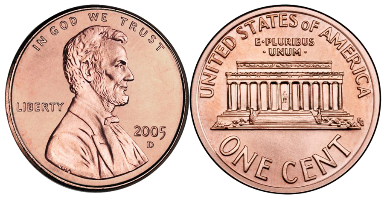 IN GOD WE TRUST
LIBERTY
2005
D
UNITED STATES OF AMERICA
E·PLURIBUS
·UNUM·
ONE CENT